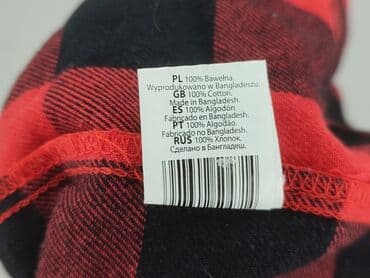 PL 100% Bawełna.
Wyprodukowano w Bangladeszu.
GB 100% Cotton.
Made in Bangladesh.
ES 100% Algodón.
Fabricado en Bangladesh.
PT 100% Algodão.
Fabricado no Bangladesh.
RUS 100% Хлопок.
Сделано в Бангладеш.